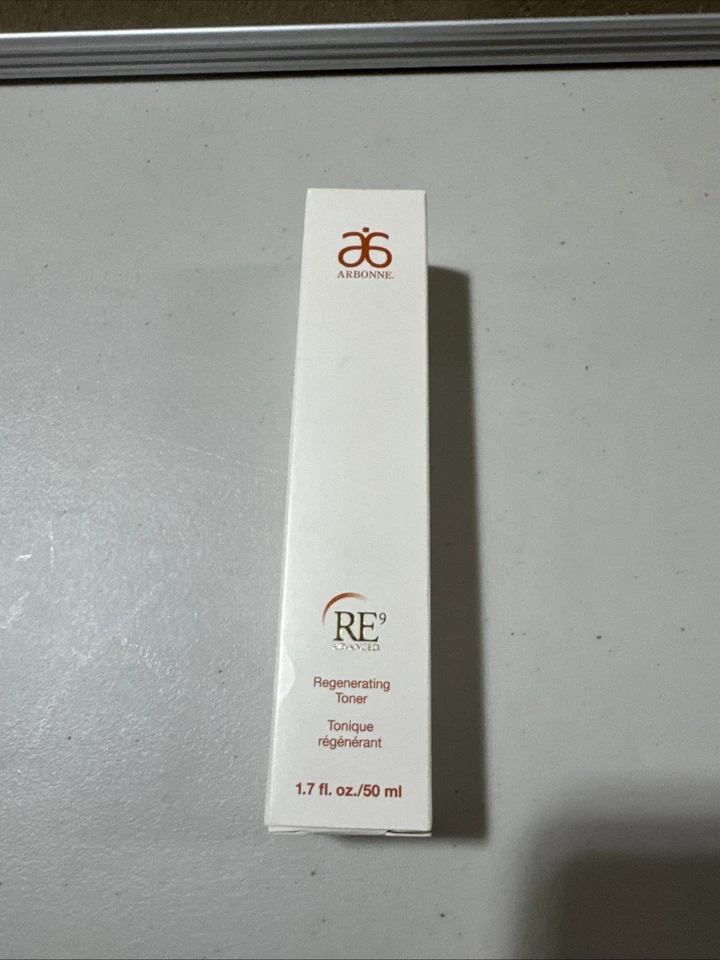 ARBONNE.
RE⁹
ADVANCED.
Regenerating
Toner
Tonique
régénérant
1.7 fl. oz./50 ml